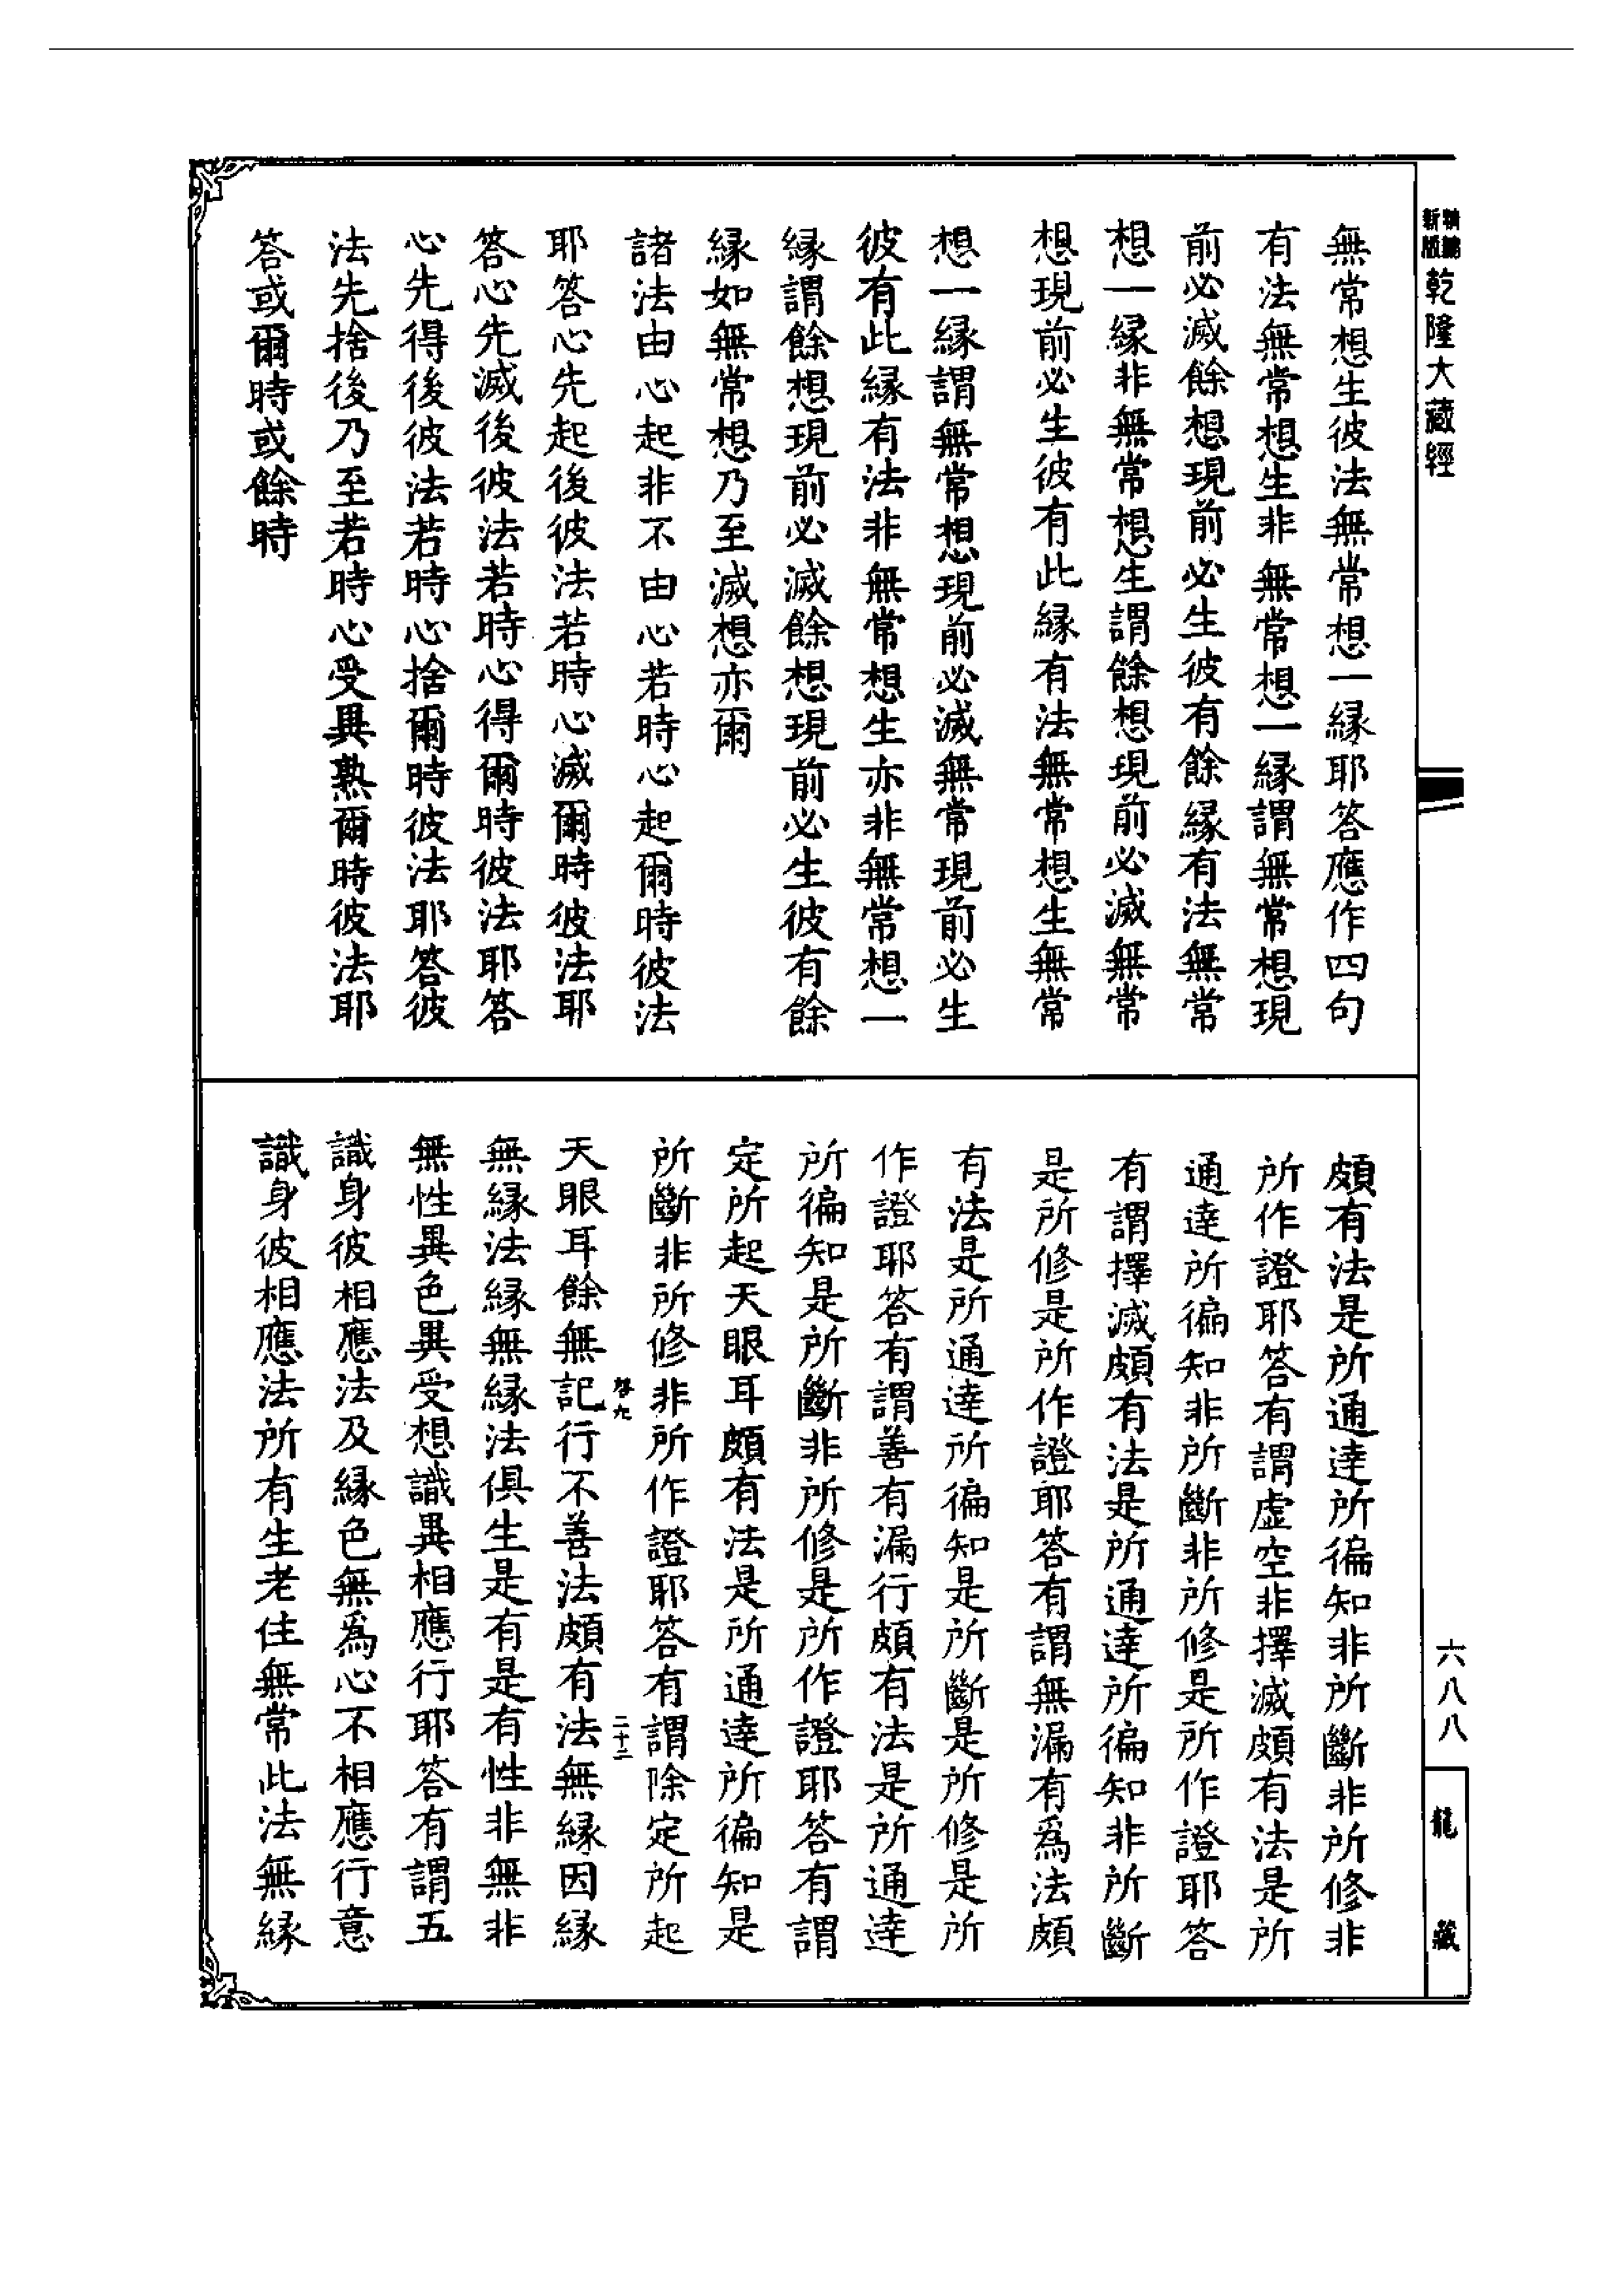 新版精編乾隆大藏經
無常想生彼法無常想一緣耶答應作四句
有法無常想生非無常想一緣謂無常想現
前必滅餘想現前必生彼有餘緣有法無常
想一緣非無常想生謂餘想現前必滅無常
想現前必生彼有此緣有法無常想生無常
想一緣謂無常想現前必滅無常現前必生
彼有此緣有法非無常想生亦非無常想一
緣謂餘想現前必滅餘想現前必生彼有餘
緣如無常想乃至滅想亦爾
諸法由心起非不由心若時心起爾時彼法
耶答心先起後彼法若時心滅爾時彼法耶
答心先滅後彼法若時心得爾時彼法耶答
心先得後彼法若時心捨爾時彼法耶答彼
法先捨後乃至若時心受異熟爾時彼法耶
答或爾時或餘時
頗有法是所通達所徧知非所斷非所修非
所作證耶答有謂虛空非擇滅頗有法是所
通達所徧知非所斷非所修是所作證耶答
有謂擇滅頗有法是所通達所徧知非所斷
是所修是所作證耶答有謂無漏有爲法頗
有法是所通達所徧知是所斷是所修是所
作證耶答有謂善有漏行頗有法是所通達
所徧知是所斷非所修是所作證耶答有謂
定所起天眼耳頗有法是所通達所徧知是
所斷非所修非所作證耶答有謂除定所起
二十二
天眼耳餘無記行不善法頗有法無緣因緣
無緣法緣無緣法俱生是有是有性非無非
無性異色異受想識異相應行耶答有謂五
識身彼相應法及緣色無爲心不相應行意
識身彼相應法所有生老住無常此法無緣
六八八
龍藏